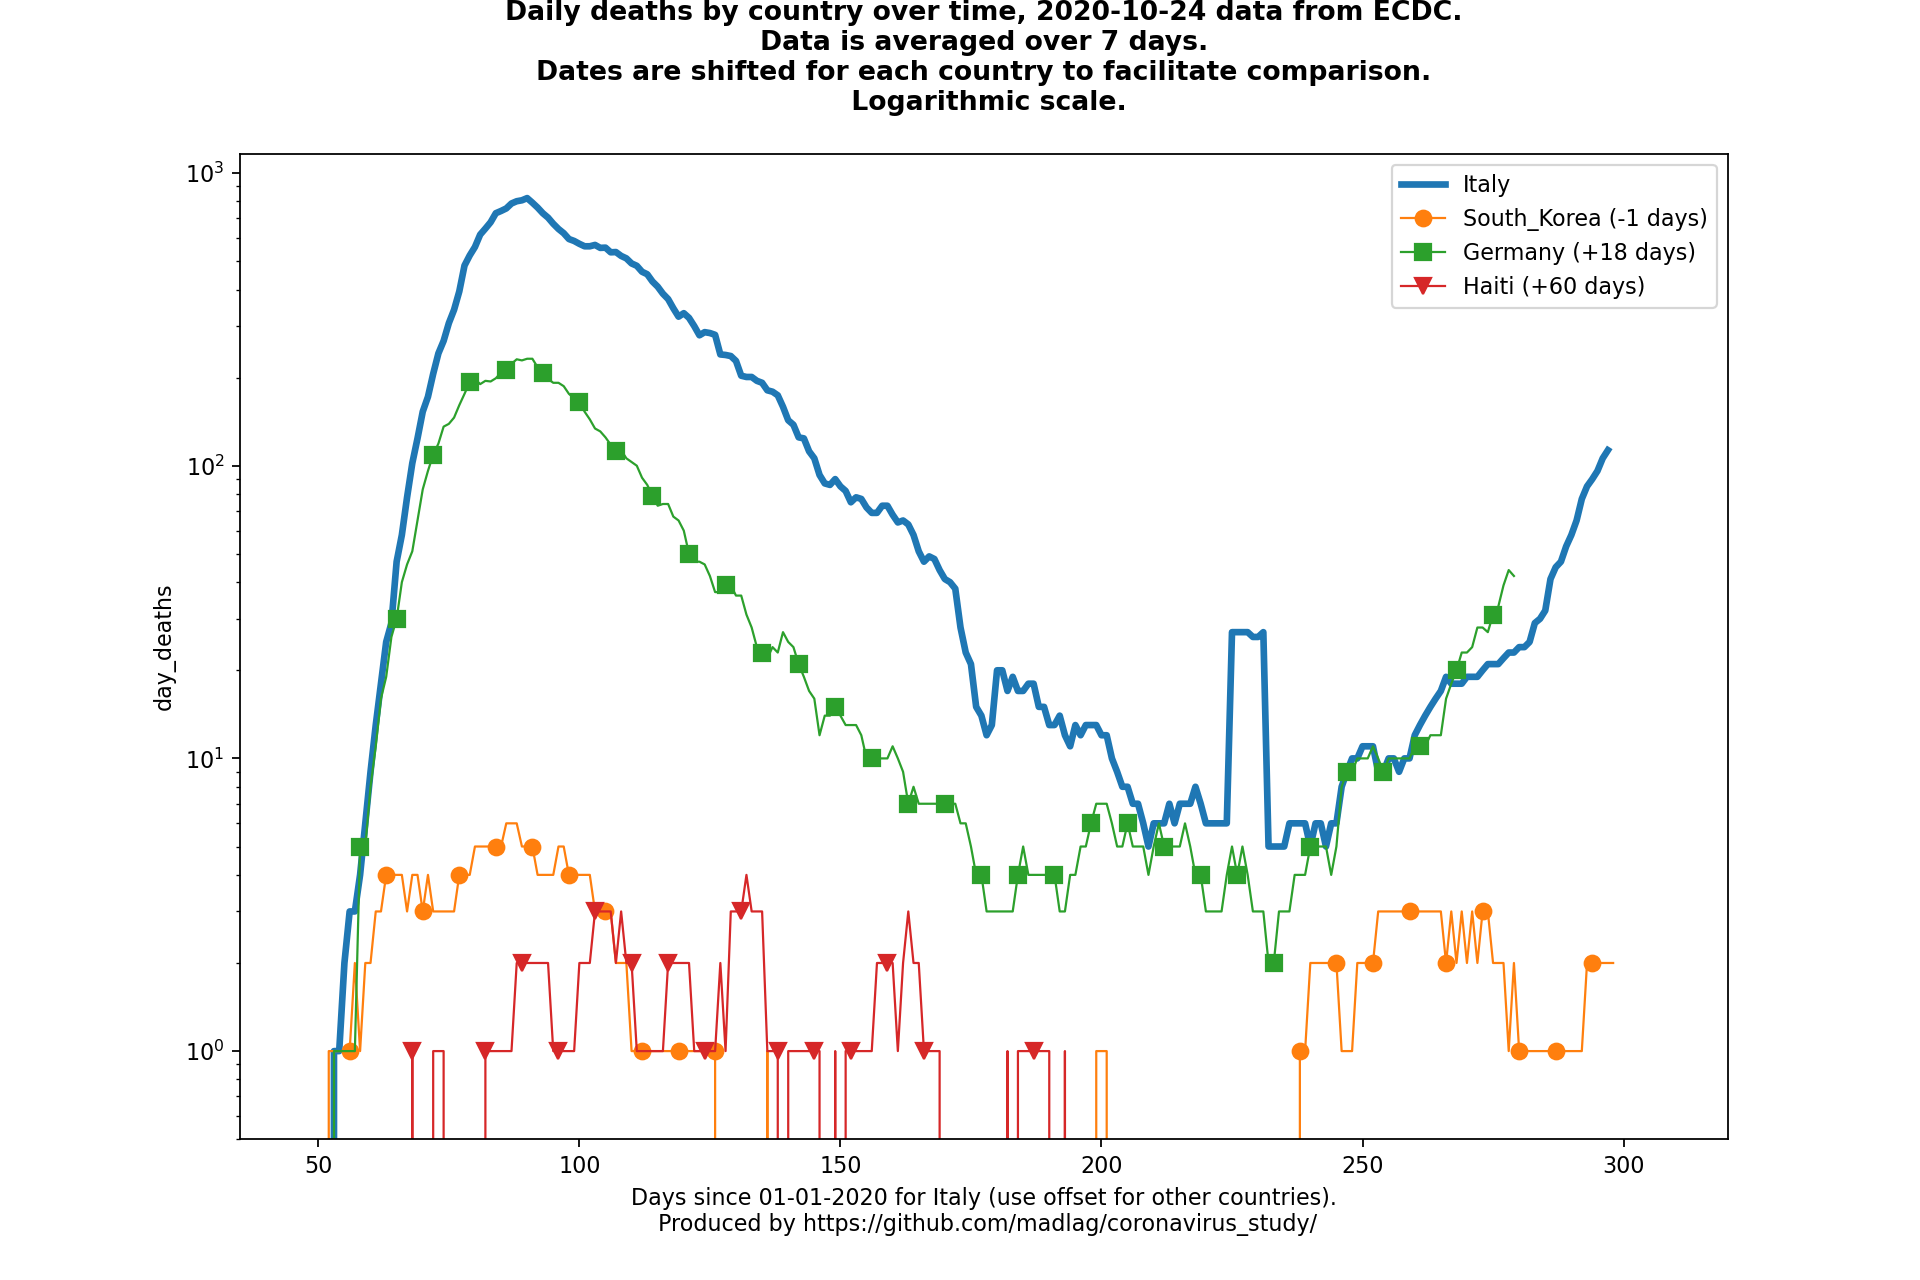 Daily deaths by country over time, 2020-10-24 data from ECDC.
Data is averaged over 7 days.
Dates are shifted for each country to facilitate comparison.
Logarithmic scale.
10³
10²
10¹
10⁰
day_deaths
Italy
South_Korea (-1 days)
Germany (+18 days)
Haiti (+60 days)
50 100 150 200 250 300
Days since 01-01-2020 for Italy (use offset for other countries).
Produced by https://github.com/madlag/coronavirus_study/